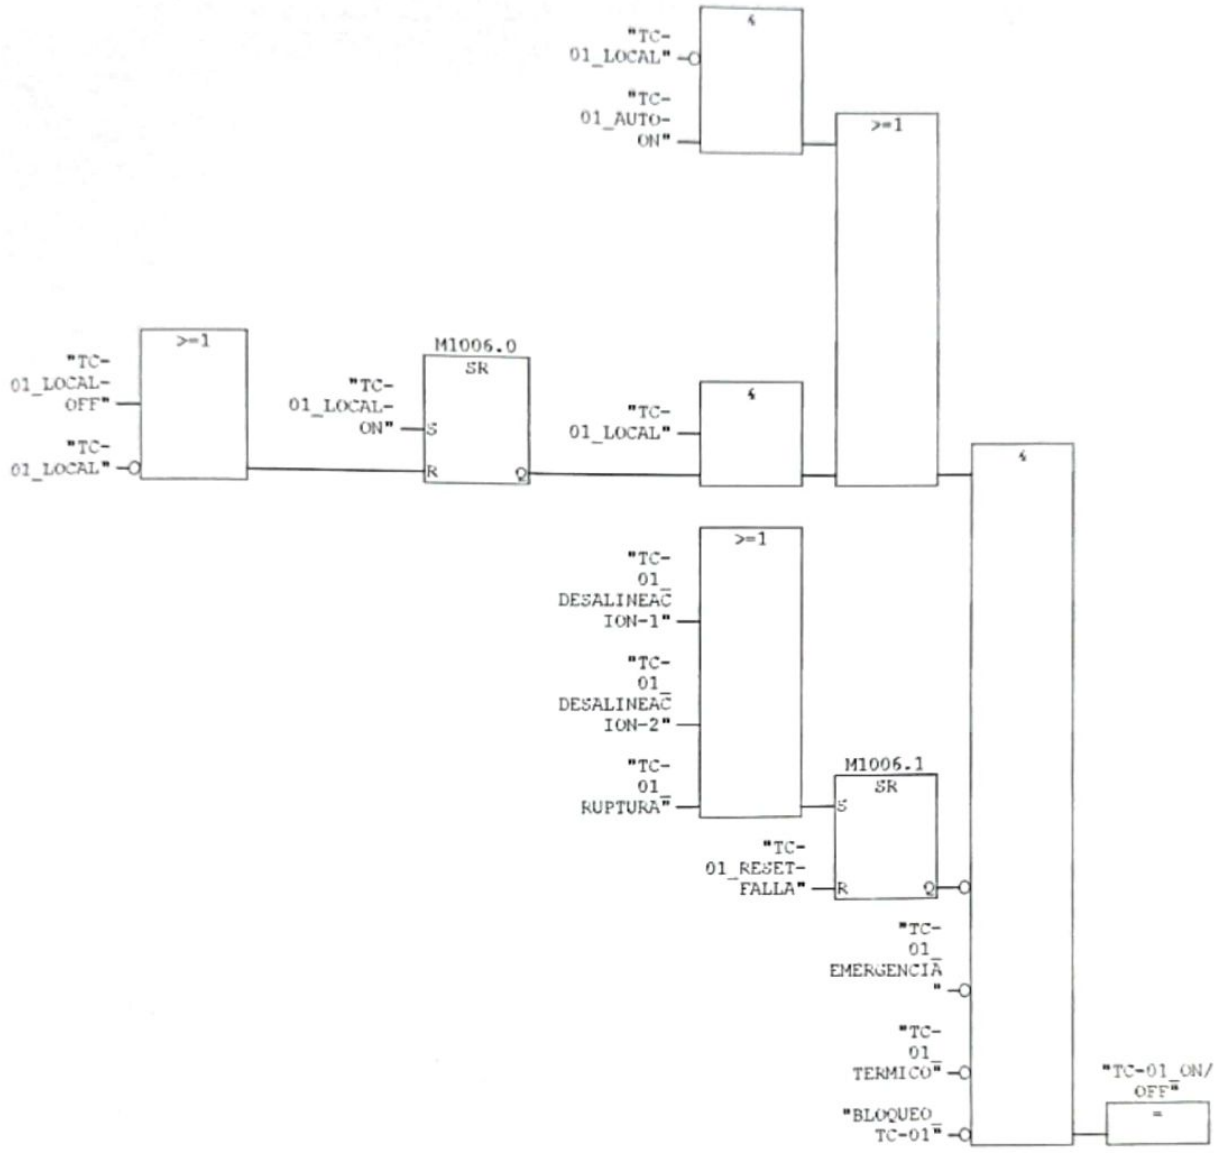 &
"TC-
01_LOCAL"
"TC-
01_AUTO-
ON"
>=1
>=1
"TC-
01_LOCAL-
OFF"
"TC-
01_LOCAL"
M1006.0
SR
"TC-
01_LOCAL-
ON"
S
R
Q
&
"TC-
01_LOCAL"
&
>=1
"TC-
01_
DESALINEAC
ION-1"
"TC-
01_
DESALINEAC
ION-2"
"TC-
01_
RUPTURA"
M1006.1
SR
S
"TC-
01_RESET-
FALLA"
R
Q
"TC-
01_
EMERGENCIA
"
"TC-
01_
TERMICO"
"BLOQUEO_
TC-01"
"TC-01_ON/
OFF"
=